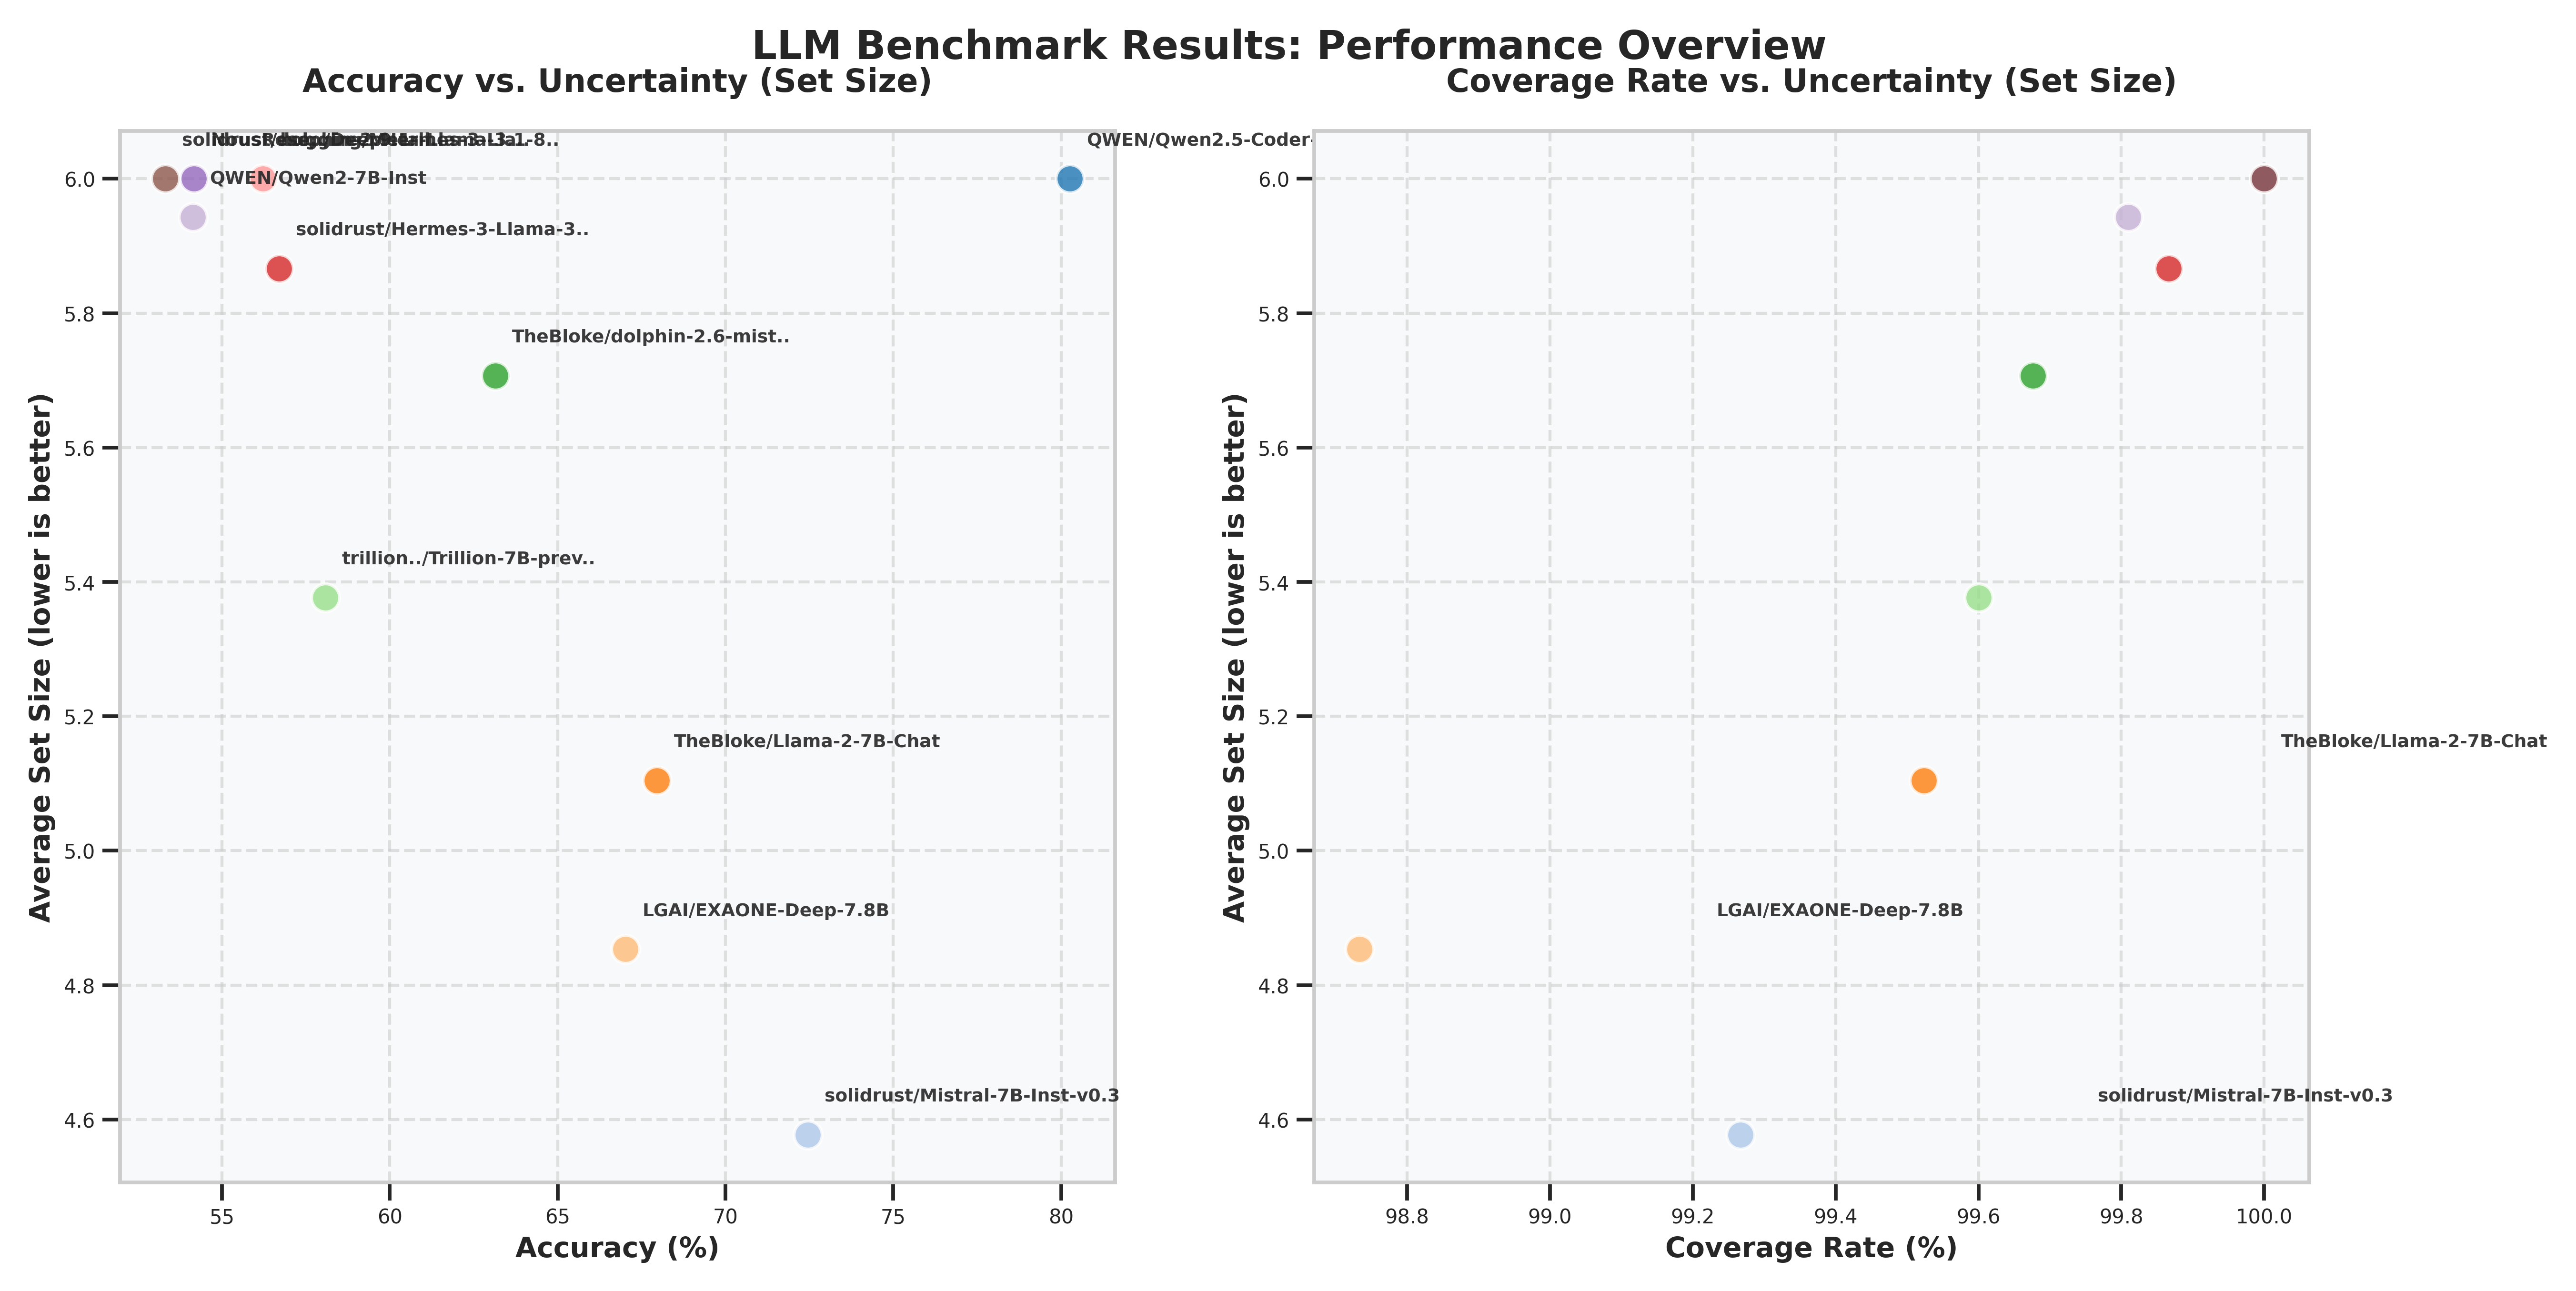 LLM Benchmark Results: Performance Overview
Accuracy vs. Uncertainty (Set Size)
QWEN/Qwen2.5-Coder-
QWEN/Qwen2-7B-Inst
solidrust/Hermes-3-Llama-3..
TheBloke/dolphin-2.6-mist..
trillion../Trillion-7B-prev..
TheBloke/Llama-2-7B-Chat
LGAI/EXAONE-Deep-7.8B
solidrust/Mistral-7B-Inst-v0.3
Average Set Size (lower is better)
6.0
5.8
5.6
5.4
5.2
5.0
4.8
4.6
55 60 65 70 75 80
Accuracy (%)
Coverage Rate vs. Uncertainty (Set Size)
TheBloke/Llama-2-7B-Chat
LGAI/EXAONE-Deep-7.8B
solidrust/Mistral-7B-Inst-v0.3
Average Set Size (lower is better)
6.0
5.8
5.6
5.4
5.2
5.0
4.8
4.6
98.8 99.0 99.2 99.4 99.6 99.8 100.0
Coverage Rate (%)